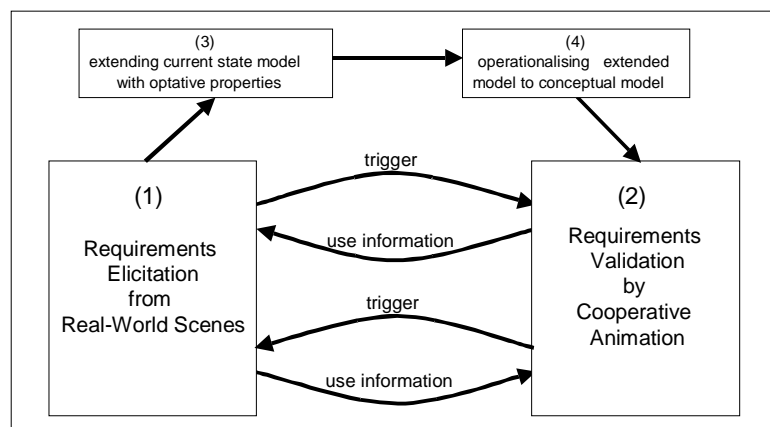 (3)
extending current state model
with optative properties
(4)
operationalising extended
model to conceptual model
trigger
(1)
Requirements
Elicitation
from
Real-World Scenes
use information
(2)
Requirements
Validation
by
Cooperative
Animation
trigger
use information